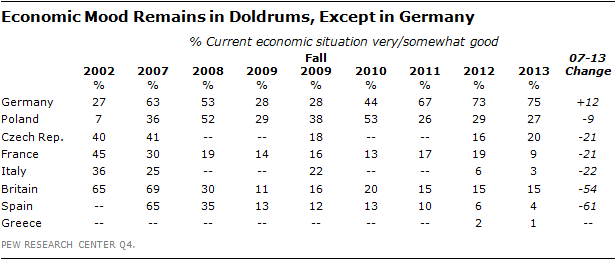 Economic Mood Remains in Doldrums, Except in Germany
% Current economic situation very/somewhat good
Fall 07-13
2002 2007 2008 2009 2009 2010 2011 2012 2013 Change
% % % % % % % % %
Germany 27 63 53 28 28 44 67 73 75 +12
Poland 7 36 52 29 38 53 26 29 27 -9
Czech Rep. 40 41 -- -- 18 -- -- 16 20 -21
France 45 30 19 14 16 13 17 19 9 -21
Italy 36 25 -- -- 22 -- -- 6 3 -22
Britain 65 69 30 11 16 20 15 15 15 -54
Spain -- 65 35 13 12 13 10 6 4 -61
Greece -- -- -- -- -- -- -- 2 1 --
PEW RESEARCH CENTER Q4.